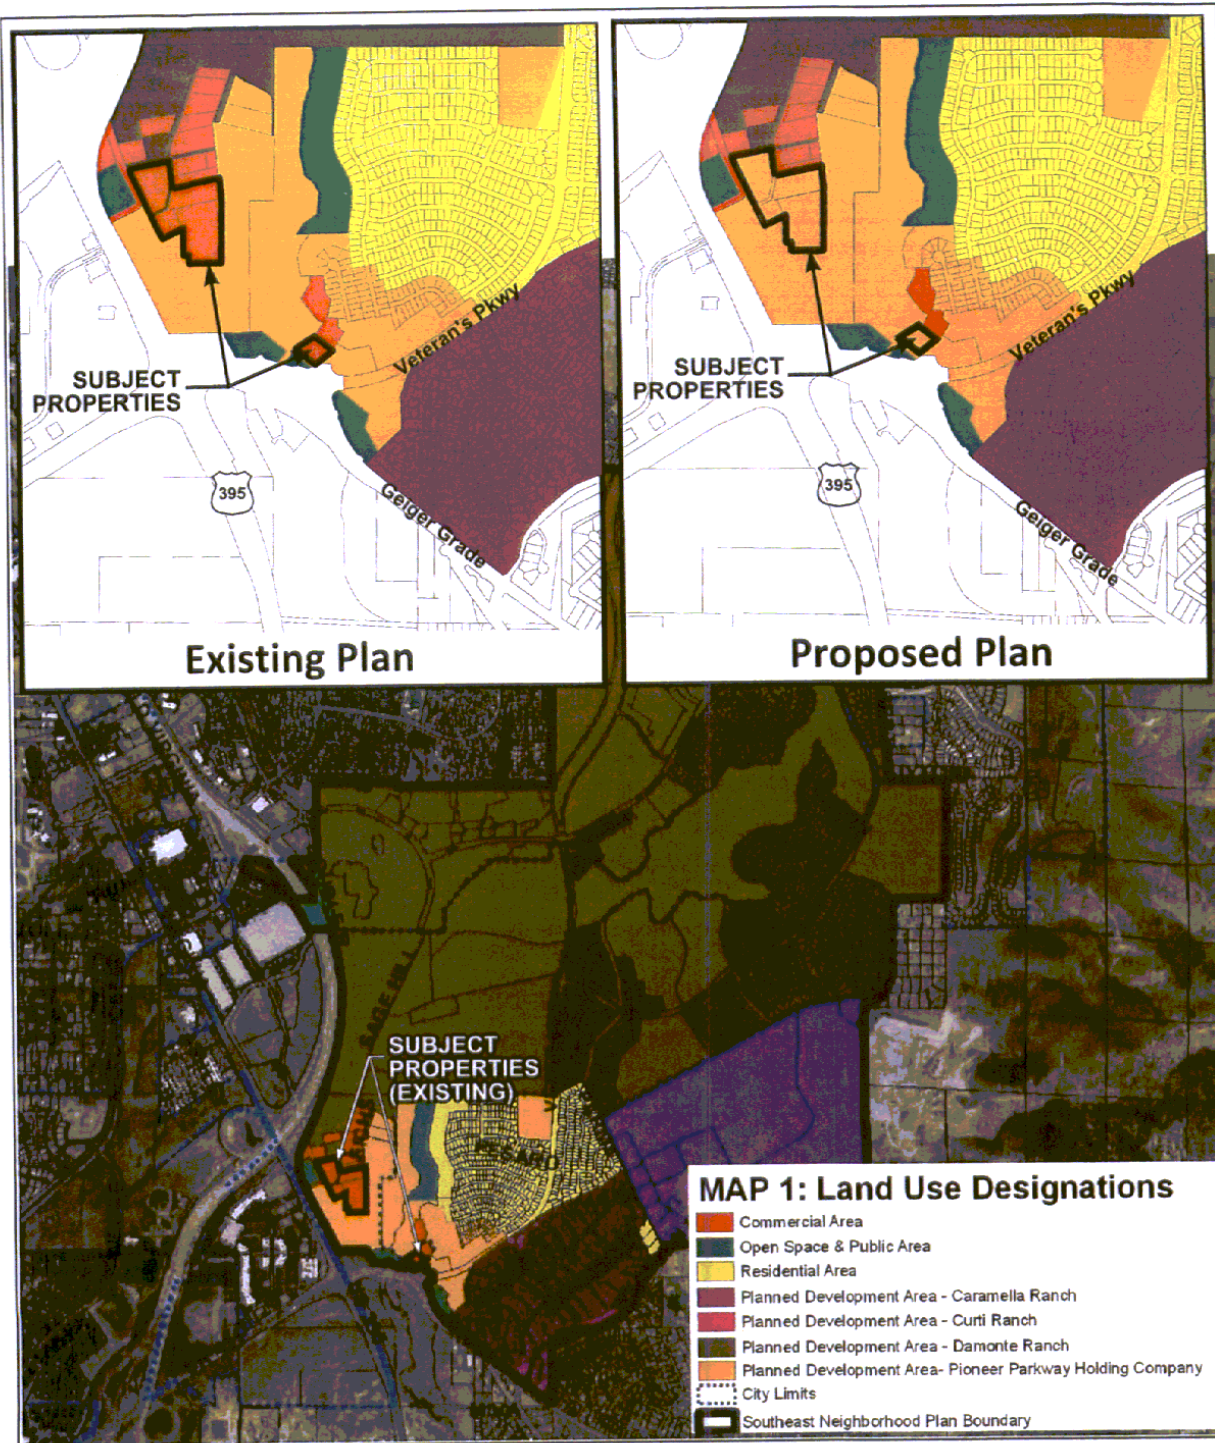 Veteran's Pkwy
SUBJECT
PROPERTIES
395
Geiger Grade
Existing Plan
Veteran's Pkwy
SUBJECT
PROPERTIES
395
Geiger Grade
Proposed Plan
SAGE HILL
SUBJECT
PROPERTIES
(EXISTING)
MAP 1: Land Use Designations
Commercial Area
Open Space & Public Area
Residential Area
Planned Development Area - Caramella Ranch
Planned Development Area - Curti Ranch
Planned Development Area - Damonte Ranch
Planned Development Area- Pioneer Parkway Holding Company
City Limits
Southeast Neighborhood Plan Boundary